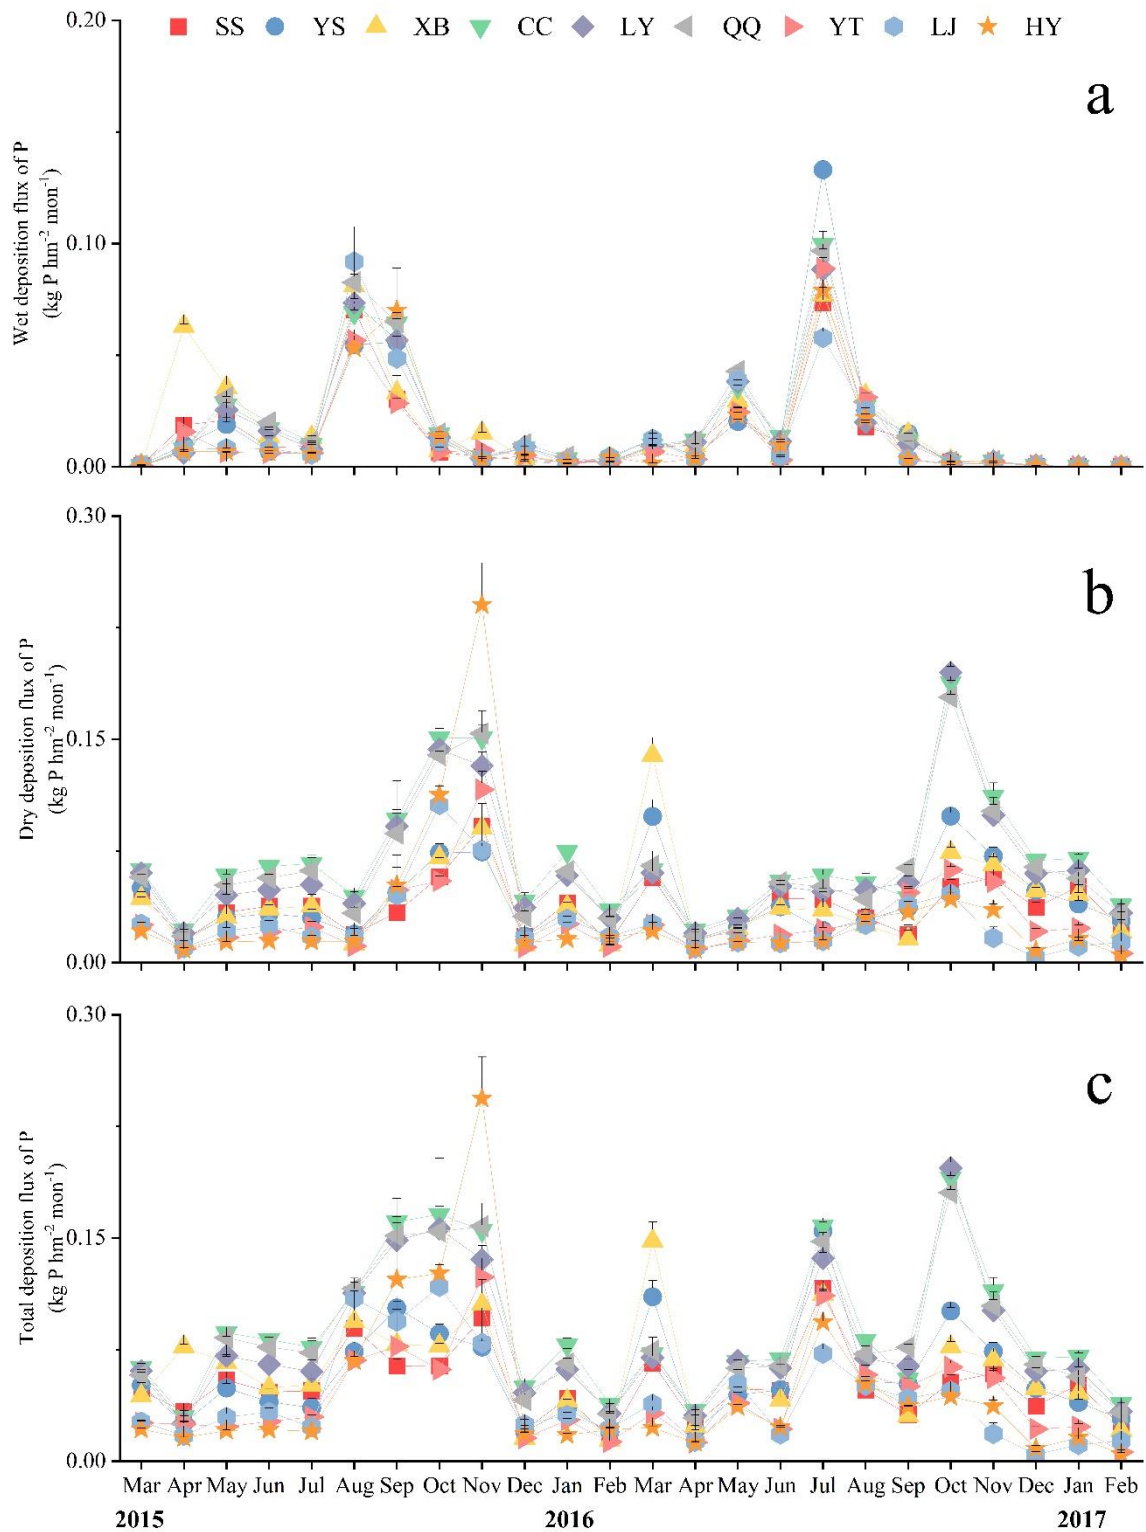 SS YS XB CC LY QQ YT LJ HY
a
Wet deposition flux of P
(kg P hm⁻² mon⁻¹)
0.20
0.10
0.00
b
Dry deposition flux of P
(kg P hm⁻² mon⁻¹)
0.30
0.15
0.00
c
Total deposition flux of P
(kg P hm⁻² mon⁻¹)
0.30
0.15
0.00
Mar Apr May Jun Jul Aug Sep Oct Nov Dec Jan Feb Mar Apr May Jun Jul Aug Sep Oct Nov Dec Jan Feb
2015 2016 2017